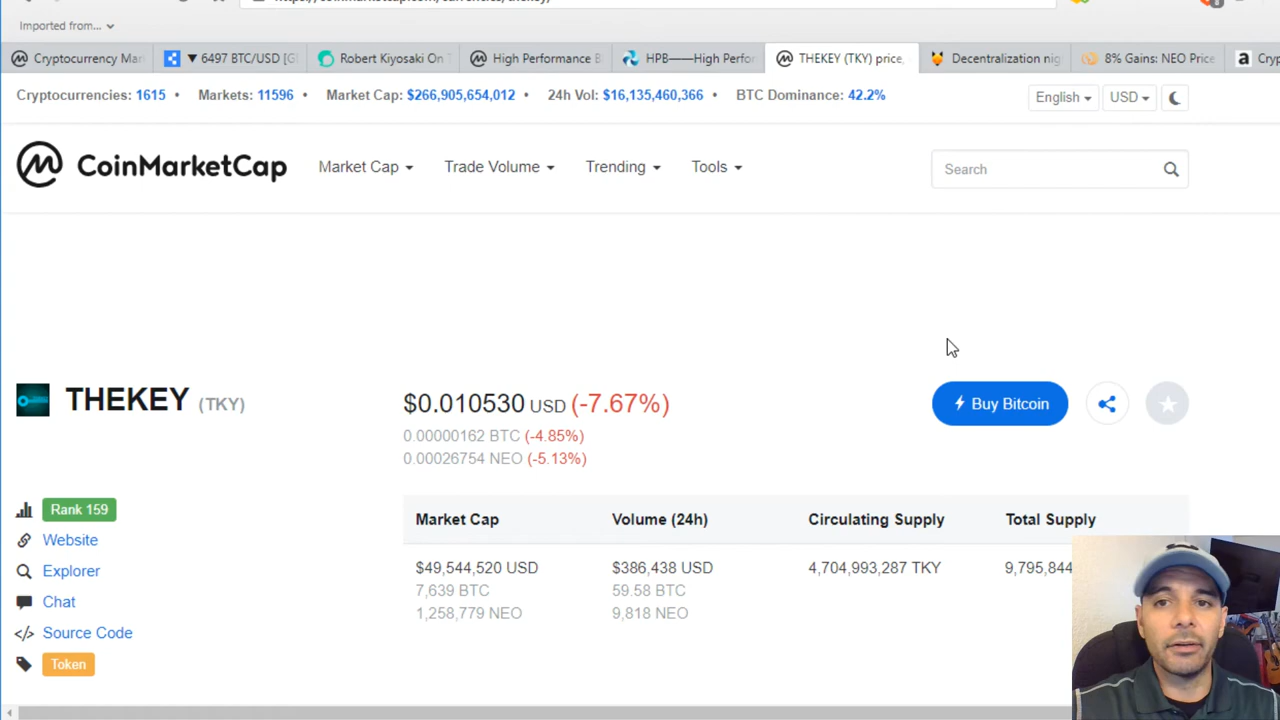 Imported from...
Cryptocurrency Mar
▼ 6497 BTC/USD [G
Robert Kiyosaki On T
High Performance B
HPB——High Perfor
THEKEY (TKY) price,
Decentralization nig
8% Gains: NEO Price
Cryp
Cryptocurrencies: 1615 • Markets: 11596 • Market Cap: $266,905,654,012 • 24h Vol: $16,135,460,366 • BTC Dominance: 42.2%
English
USD
CoinMarketCap
Market Cap
Trade Volume
Trending
Tools
Search
THEKEY (TKY)
$0.010530 USD (-7.67%)
0.00000162 BTC (-4.85%)
0.00026754 NEO (-5.13%)
Buy Bitcoin
Rank 159
Website
Explorer
Chat
Source Code
Token
Market Cap Volume (24h) Circulating Supply Total Supply
$49,544,520 USD $386,438 USD 4,704,993,287 TKY 9,795,844
7,639 BTC 59.58 BTC
1,258,779 NEO 9,818 NEO